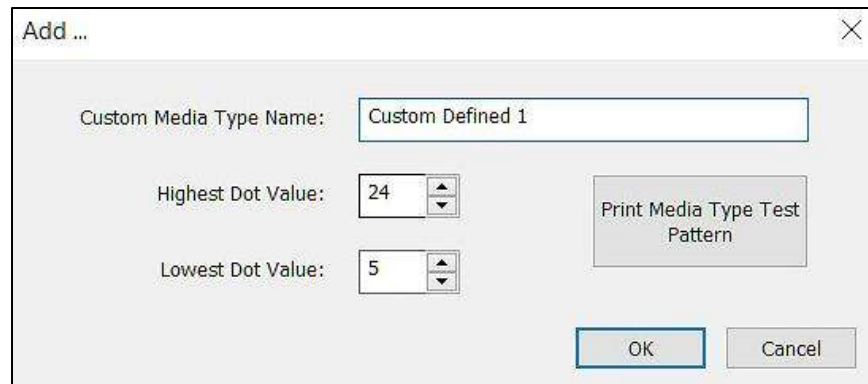 Add ...
Custom Media Type Name: Custom Defined 1
Highest Dot Value: 24
Print Media Type Test
Pattern
Lowest Dot Value: 5
OK Cancel